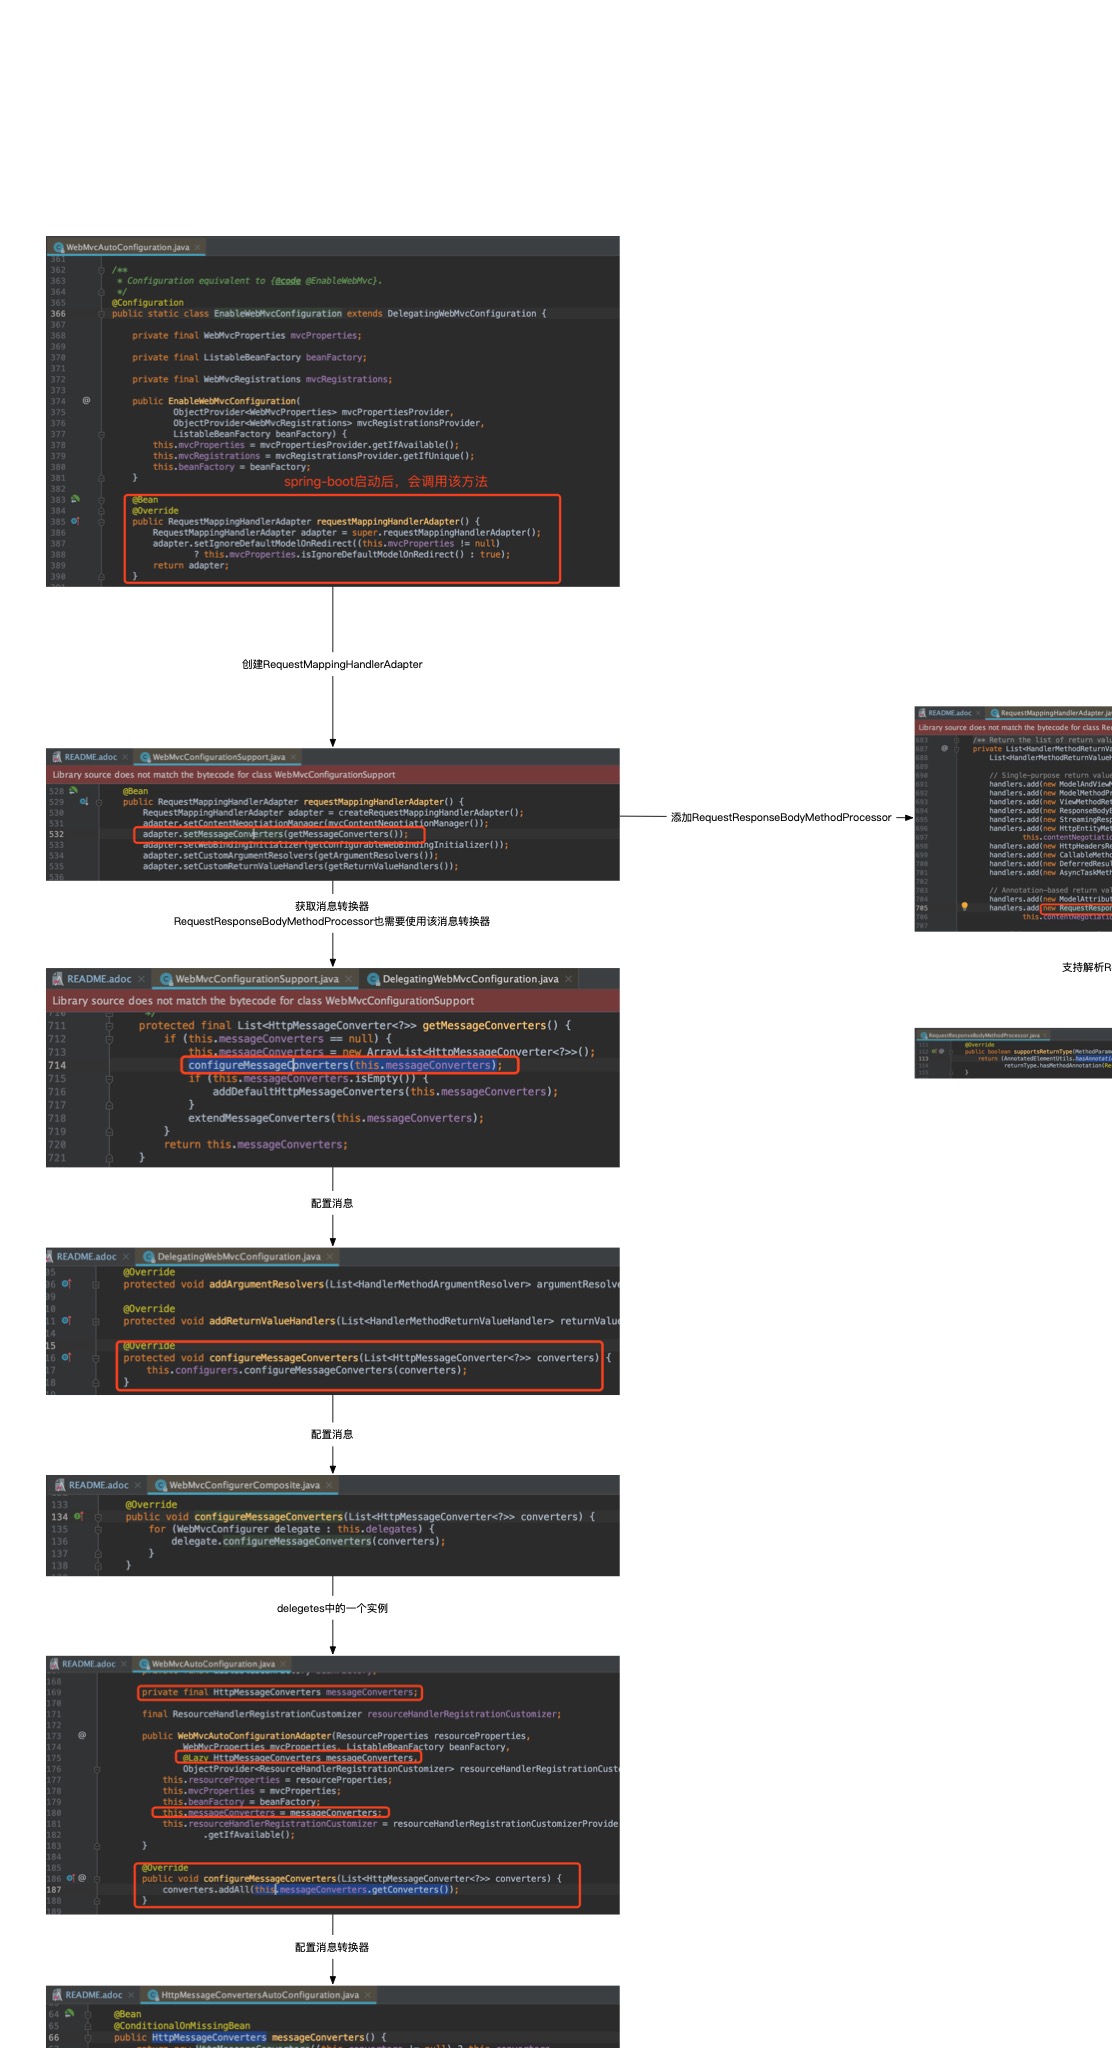 WebMvcAutoConfiguration.java
361
362 /**
363 * Configuration equivalent to {@code @EnableWebMvc}.
364 */
365 @Configuration
366 public static class EnableWebMvcConfiguration extends DelegatingWebMvcConfiguration {
367
368 private final WebMvcProperties mvcProperties;
369
370 private final ListableBeanFactory beanFactory;
371
372 private final WebMvcRegistrations mvcRegistrations;
373
374 public EnableWebMvcConfiguration(
375 ObjectProvider<WebMvcProperties> mvcPropertiesProvider,
376 ObjectProvider<WebMvcRegistrations> mvcRegistrationsProvider,
377 ListableBeanFactory beanFactory) {
378 this.mvcProperties = mvcPropertiesProvider.getIfAvailable();
379 this.mvcRegistrations = mvcRegistrationsProvider.getIfUnique();
380 this.beanFactory = beanFactory;
381 }
382
spring-boot启动后，会调用该方法
383 @Bean
384 @Override
385 public RequestMappingHandlerAdapter requestMappingHandlerAdapter() {
386 RequestMappingHandlerAdapter adapter = super.requestMappingHandlerAdapter();
387 adapter.setIgnoreDefaultModelOnRedirect((this.mvcProperties != null)
388 ? this.mvcProperties.isIgnoreDefaultModelOnRedirect() : true);
389 return adapter;
390 }
创建RequestMappingHandlerAdapter
README.adoc WebMvcConfigurationSupport.java
Library source does not match the bytecode for class WebMvcConfigurationSupport
528 @Bean
529 public RequestMappingHandlerAdapter requestMappingHandlerAdapter() {
530 RequestMappingHandlerAdapter adapter = createRequestMappingHandlerAdapter();
531 adapter.setContentNegotiationManager(mvcContentNegotiationManager());
532 adapter.setMessageConverters(getMessageConverters());
533 adapter.setWebBindingInitializer(getConfigurableWebBindingInitializer());
534 adapter.setCustomArgumentResolvers(getArgumentResolvers());
535 adapter.setCustomReturnValueHandlers(getReturnValueHandlers());
536
添加RequestResponseBodyMethodProcessor
README.adoc RequestMappingHandlerAdapter.ja
Library source does not match the bytecode for class Re
/** Return the list of return valu
687 private List<HandlerMethodReturnVa
688 List<HandlerMethodReturnValueH
689
690 // Single-purpose return value
691 handlers.add(new ModelAndViewM
692 handlers.add(new ModelMethodPr
693 handlers.add(new ViewMethodRet
694 handlers.add(new ResponseBodyE
695 handlers.add(new StreamingResp
696 handlers.add(new HttpEntityMet
697 this.contentNegotiatio
698 handlers.add(new HttpHeadersRe
699 handlers.add(new CallableMetho
700 handlers.add(new DeferredResul
701 handlers.add(new AsyncTaskMeth
702
703 // Annotation-based return val
704 handlers.add(new ModelAttribut
705 handlers.add(new RequestRespon
706 this.contentNegotiatio
707
支持解析R
RequestResponseBodyMethodProcessor.java
@Override
public boolean supportsReturnType(MethodParame
return (AnnotatedElementUtils.hasAnnotatio
returnType.hasMethodAnnotation(Re
}
获取消息转换器
RequestResponseBodyMethodProcessor也需要使用该消息转换器
README.adoc WebMvcConfigurationSupport.java DelegatingWebMvcConfiguration.java
Library source does not match the bytecode for class WebMvcConfigurationSupport
710 */
711 protected final List<HttpMessageConverter<?>> getMessageConverters() {
712 if (this.messageConverters == null) {
713 this.messageConverters = new ArrayList<HttpMessageConverter<?>>();
714 configureMessageConverters(this.messageConverters);
715 if (this.messageConverters.isEmpty()) {
716 addDefaultHttpMessageConverters(this.messageConverters);
717 }
718 extendMessageConverters(this.messageConverters);
719 }
720 return this.messageConverters;
721 }
配置消息
README.adoc DelegatingWebMvcConfiguration.java
05 @Override
06 protected void addArgumentResolvers(List<HandlerMethodArgumentResolver> argumentResolve
09
10 @Override
11 protected void addReturnValueHandlers(List<HandlerMethodReturnValueHandler> returnValue
14
15 @Override
16 protected void configureMessageConverters(List<HttpMessageConverter<?>> converters) {
17 this.configurers.configureMessageConverters(converters);
18 }
配置消息
README.adoc WebMvcConfigurerComposite.java
133 @Override
134 public void configureMessageConverters(List<HttpMessageConverter<?>> converters) {
135 for (WebMvcConfigurer delegate : this.delegates) {
136 delegate.configureMessageConverters(converters);
137 }
138 }
delegetes中的一个实例
README.adoc WebMvcAutoConfiguration.java
168
169 private final HttpMessageConverters messageConverters;
170
171 final ResourceHandlerRegistrationCustomizer resourceHandlerRegistrationCustomizer;
172
173 public WebMvcAutoConfigurationAdapter(ResourceProperties resourceProperties,
174 WebMvcProperties mvcProperties, ListableBeanFactory beanFactory,
175 @Lazy HttpMessageConverters messageConverters,
176 ObjectProvider<ResourceHandlerRegistrationCustomizer> resourceHandlerRegistrationCusto
177 this.resourceProperties = resourceProperties;
178 this.mvcProperties = mvcProperties;
179 this.beanFactory = beanFactory;
180 this.messageConverters = messageConverters;
181 this.resourceHandlerRegistrationCustomizer = resourceHandlerRegistrationCustomizerProvide
182 .getIfAvailable();
183 }
184
185 @Override
186 public void configureMessageConverters(List<HttpMessageConverter<?>> converters) {
187 converters.addAll(this.messageConverters.getConverters());
188 }
189
配置消息转换器
README.adoc HttpMessageConvertersAutoConfiguration.java
64 @Bean
65 @ConditionalOnMissingBean
66 public HttpMessageConverters messageConverters() {